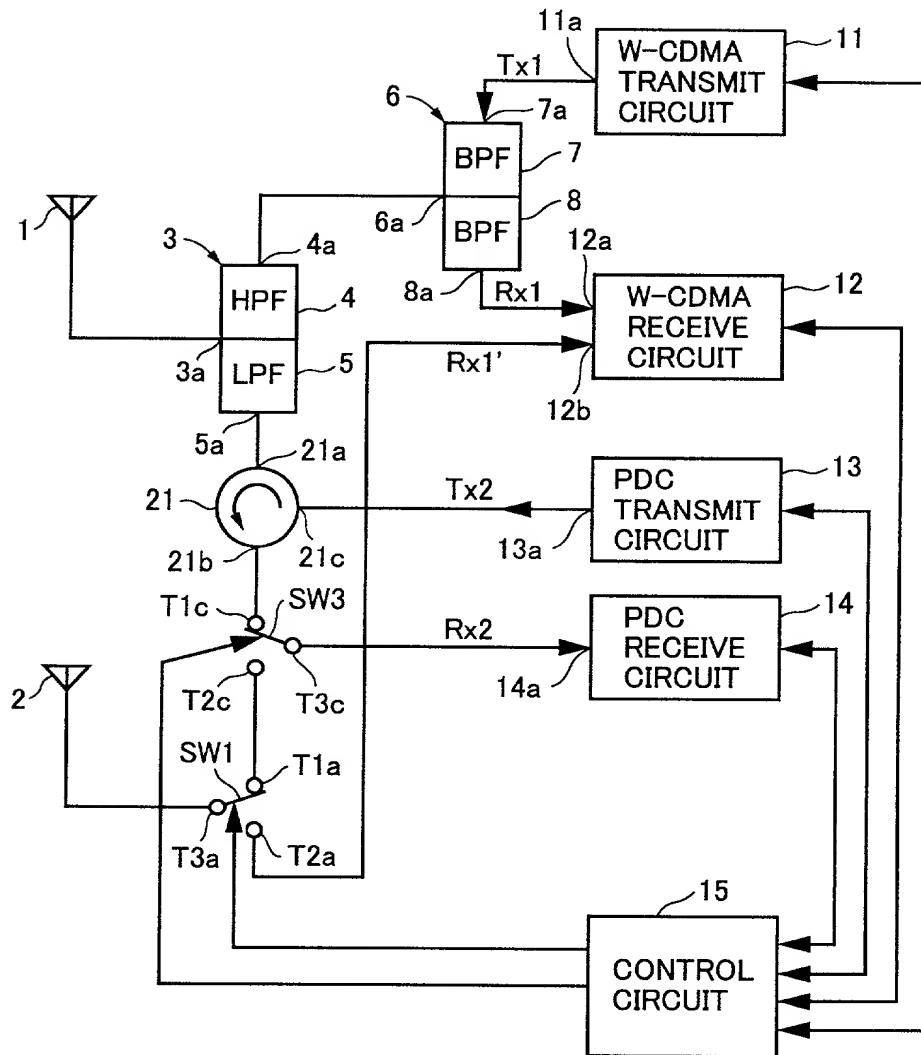 11a
W-CDMA
TRANSMIT
CIRCUIT
11
Tx1
6
7a
BPF
7
8
6a
BPF
8a
Rx1
12a
W-CDMA
RECEIVE
CIRCUIT
12
12b
1
3
4a
HPF
4
3a
LPF
5
Rx1'
5a
21a
21
21b
21c
Tx2
13a
PDC
TRANSMIT
CIRCUIT
13
T1c
SW3
Rx2
14a
PDC
RECEIVE
CIRCUIT
14
2
T2c
T3c
SW1
T1a
T3a
T2a
15
CONTROL
CIRCUIT